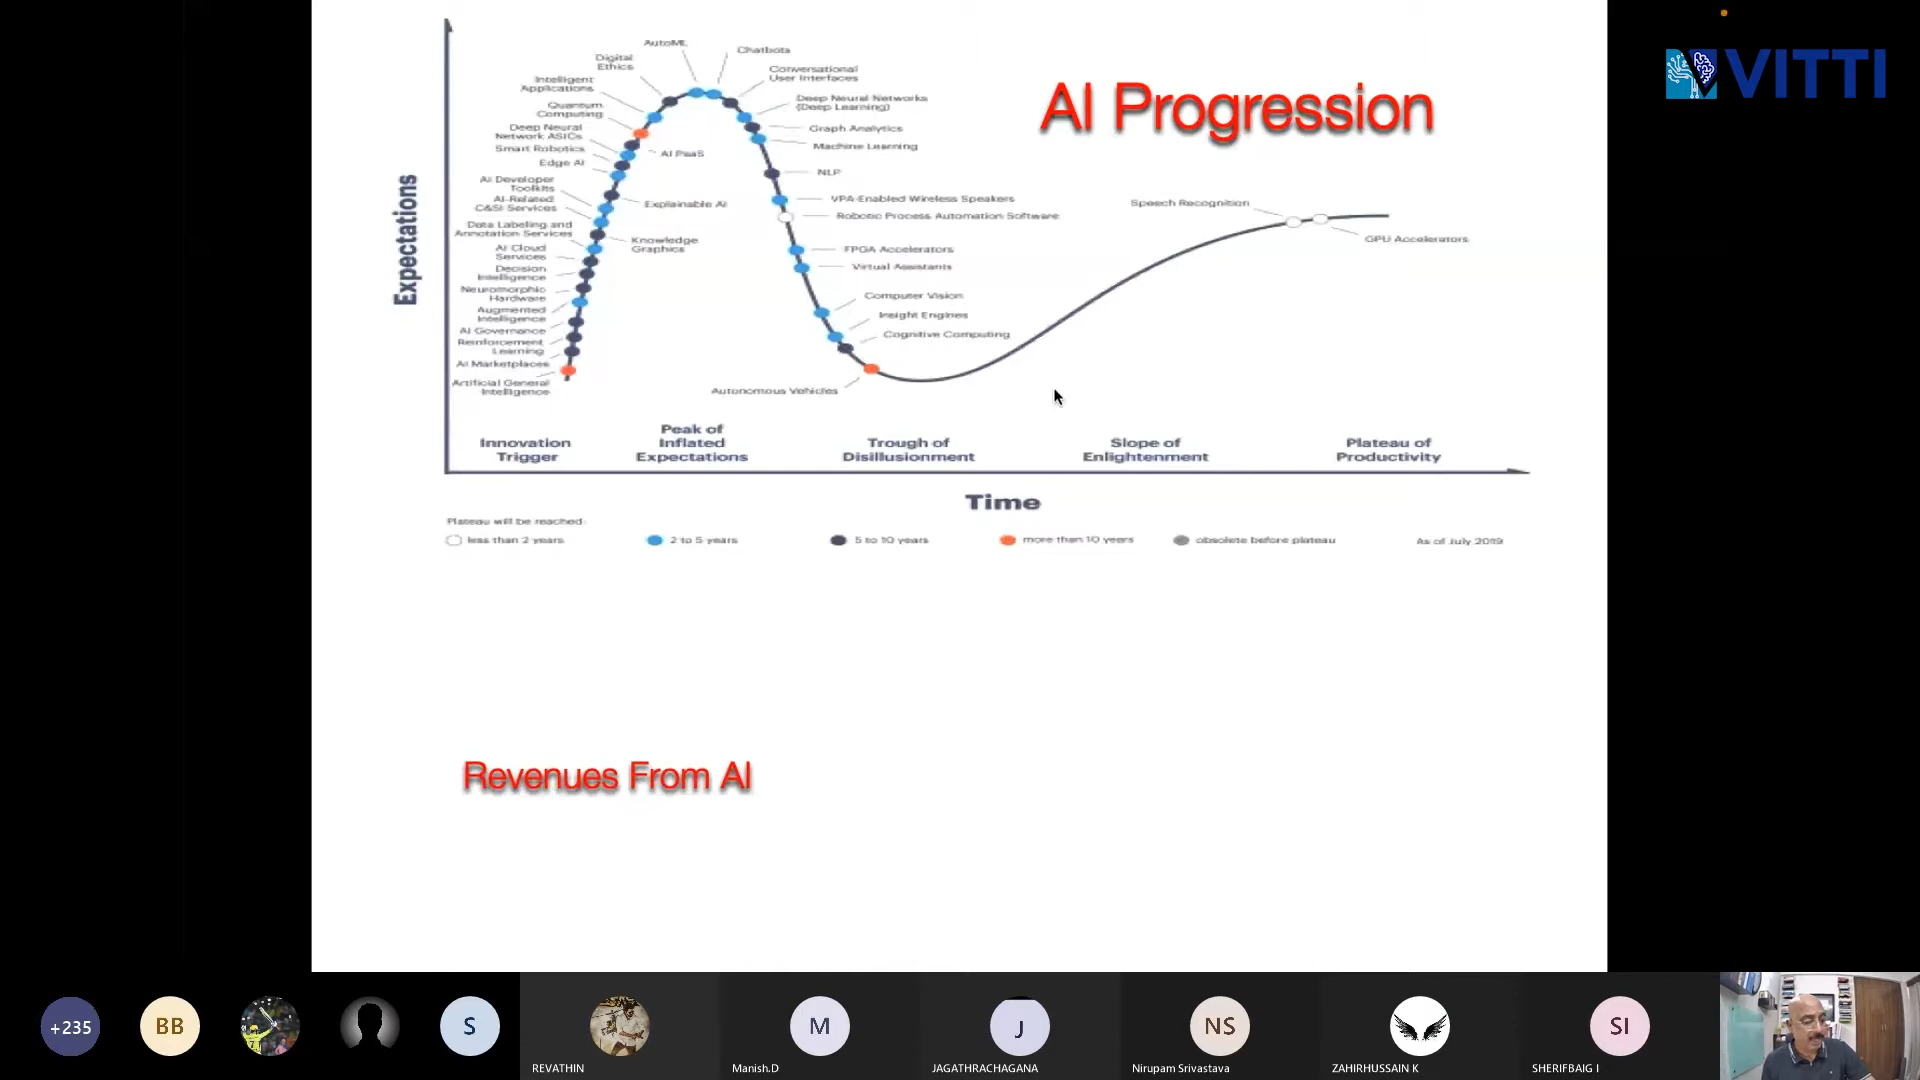 VITTI
AI Progression
Expectations
AutoML
Chatbots
Digital
Ethics
Conversational
User Interfaces
Intelligent
Applications
Deep Neural Networks
(Deep Learning)
Quantum
Computing
Graph Analytics
Deep Neural
Network ASICs
Machine Learning
Smart Robotics
AI PaaS
Edge AI
NLP
AI Developer
Toolkits
VPA-Enabled Wireless Speakers
AI-Related
C&SI Services
Explainable AI
Robotic Process Automation Software
Speech Recognition
Data Labeling and
Annotation Services
Knowledge
Graphics
GPU Accelerators
AI Cloud
Services
FPGA Accelerators
Decision
Intelligence
Virtual Assistants
Neuromorphic
Hardware
Computer Vision
Augmented
Intelligence
Insight Engines
AI Governance
Cognitive Computing
Reinforcement
Learning
AI Marketplaces
Artificial General
Intelligence
Autonomous Vehicles
Innovation
Trigger
Peak of
Inflated
Expectations
Trough of
Disillusionment
Slope of
Enlightenment
Plateau of
Productivity
Time
Plateau will be reached:
less than 2 years
2 to 5 years
5 to 10 years
more than 10 years
obsolete before plateau
As of July 2019
Revenues From AI
+235
BB
S
M
J
NS
SI
REVATHIN
Manish.D
JAGATHRACHAGANA
Nirupam Srivastava
ZAHIRHUSSAIN K
SHERIFBAIG I